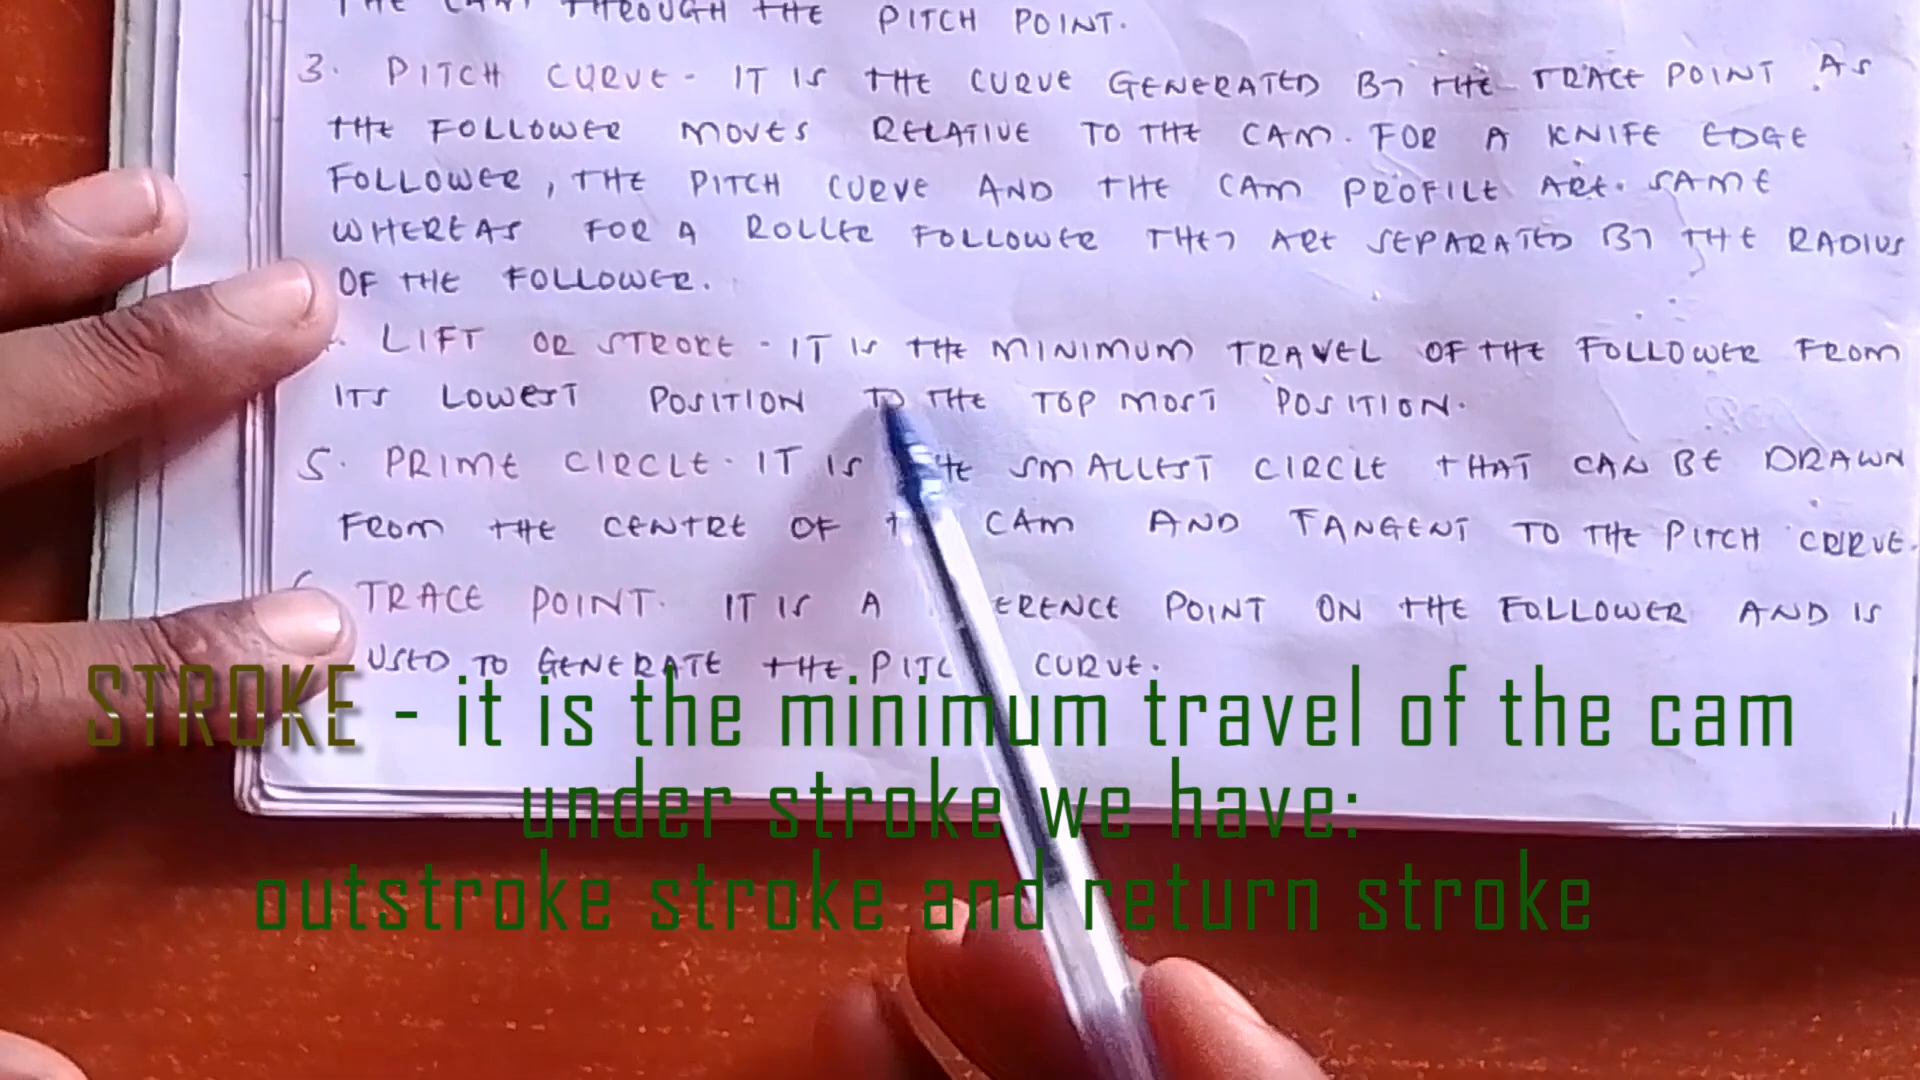 THE CAM THROUGH THE PITCH POINT.
3. PITCH CURVE - IT IS THE CURVE GENERATED BY THE TRACE POINT AS
THE FOLLOWER MOVES RELATIVE TO THE CAM. FOR A KNIFE EDGE
FOLLOWER, THE PITCH CURVE AND THE CAM PROFILE ARE SAME
WHEREAS FOR A ROLLER FOLLOWER THEY ARE SEPARATED BY THE RADIUS
OF THE FOLLOWER.
LIFT OR STROKE - IT IS THE MINIMUM TRAVEL OF THE FOLLOWER FROM
ITS LOWEST POSITION TO THE TOP MOST POSITION.
5. PRIME CIRCLE. IT IS THE SMALLEST CIRCLE THAT CAN BE DRAWN
FROM THE CENTRE OF CAM AND TANGENT TO THE PITCH CURVE.
TRACE POINT. IT IS A ERENCE POINT ON THE FOLLOWER AND IS
USED TO GENERATE THE PITC CURVE.
STROKE - it is the minimum travel of the cam
under stroke we have:
outstroke stroke and return stroke